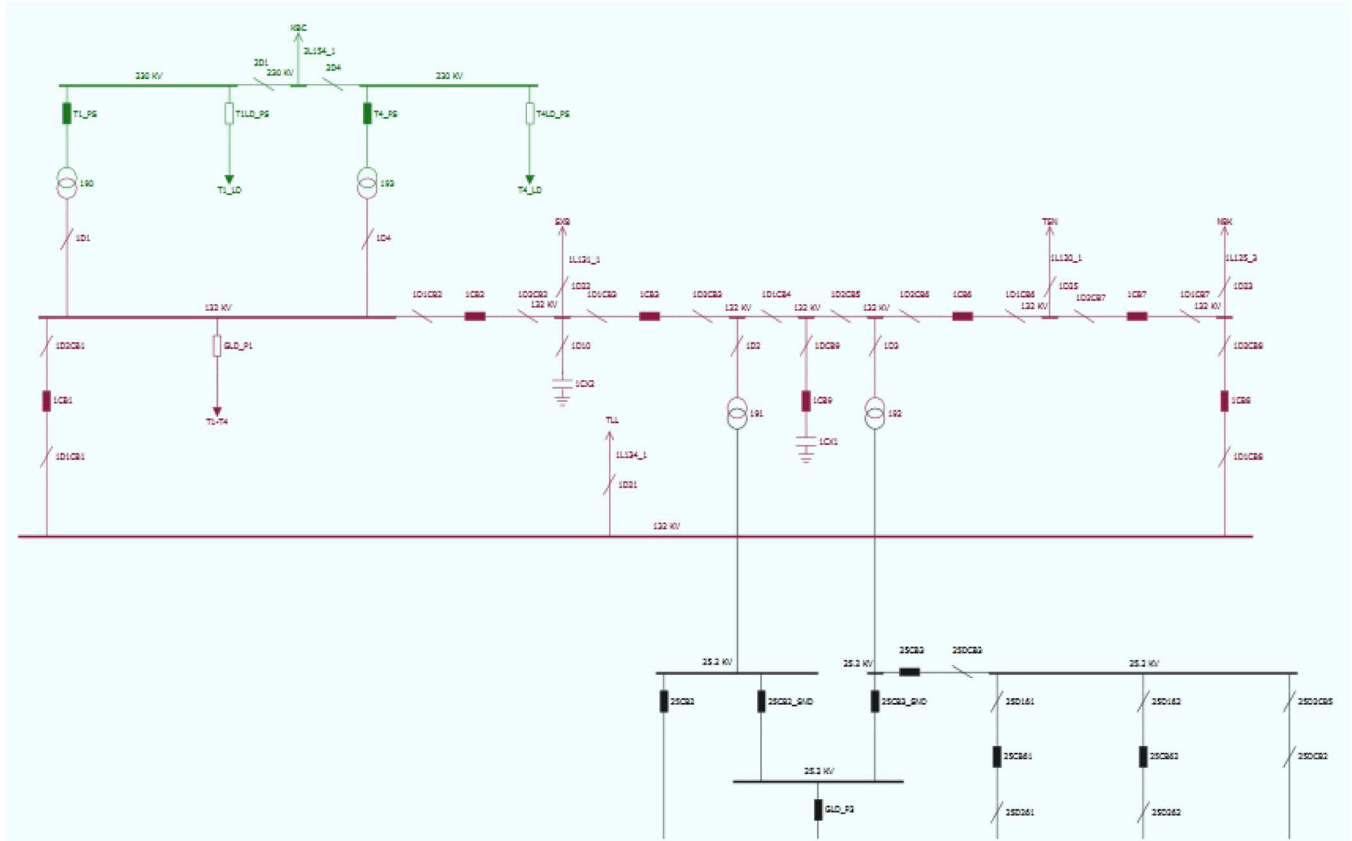 KBC
2L154_1
230 KV
2D1
230 KV
2D4
230 KV
T1_PS
T1LD_PS
T4_PS
T4LD_PS
190
T1_LD
193
T4_LD
1D1
1D4
SXB
TSN
NBK
1L131_1
1L130_1
1L135_3
1D32
1D35
1D33
132 KV
1D1CB2
1CB2
1D2CB2
132 KV
1D1CB3
1CB3
1D2CB3
132 KV
1D1CB4
132 KV
1D2CB5
132 KV
1D2CB6
1CB6
1D1CB6
132 KV
1D2CB7
1CB7
1D1CB7
132 KV
1D2CB1
GLD_P1
1D10
1D2
1DCB9
1D3
1D2CB8
1CX2
1CB1
1CB9
1CB8
T1-T4
191
192
TLL
1CX1
1D1CB1
1L134_1
1D1CB8
1D31
132 KV
25CB3
25DCB3
25.2 KV
25.2 KV
25.2 KV
25CB2
25CB2_GND
25CB3_GND
25D161
25D162
25D2CB5
25CB61
25CB62
25DCB2
25.2 KV
GLD_P3
25D261
25D262